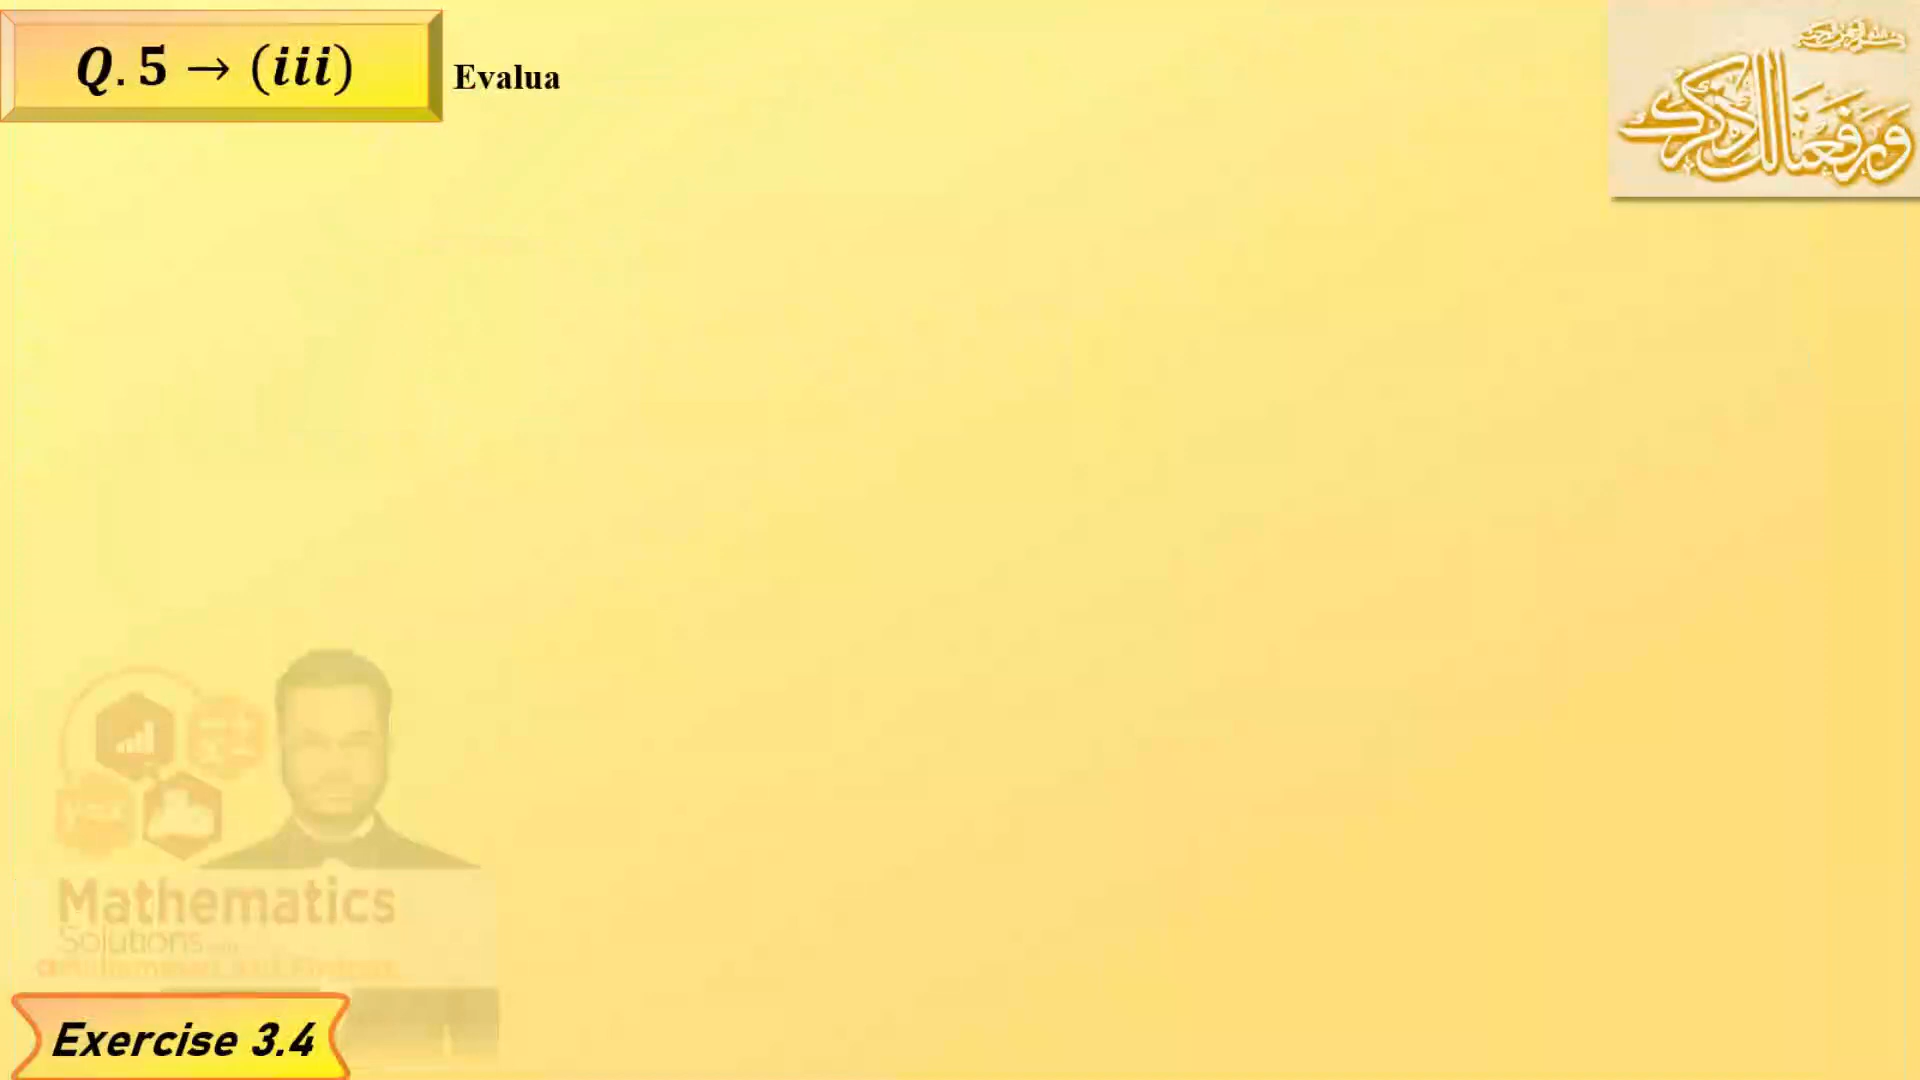 Q. 5 → (iii)
Evalua
وَرَفَعْنَا لَكَ ذِكْرَكَ
Mathematics
Solutions
Exercise 3.4